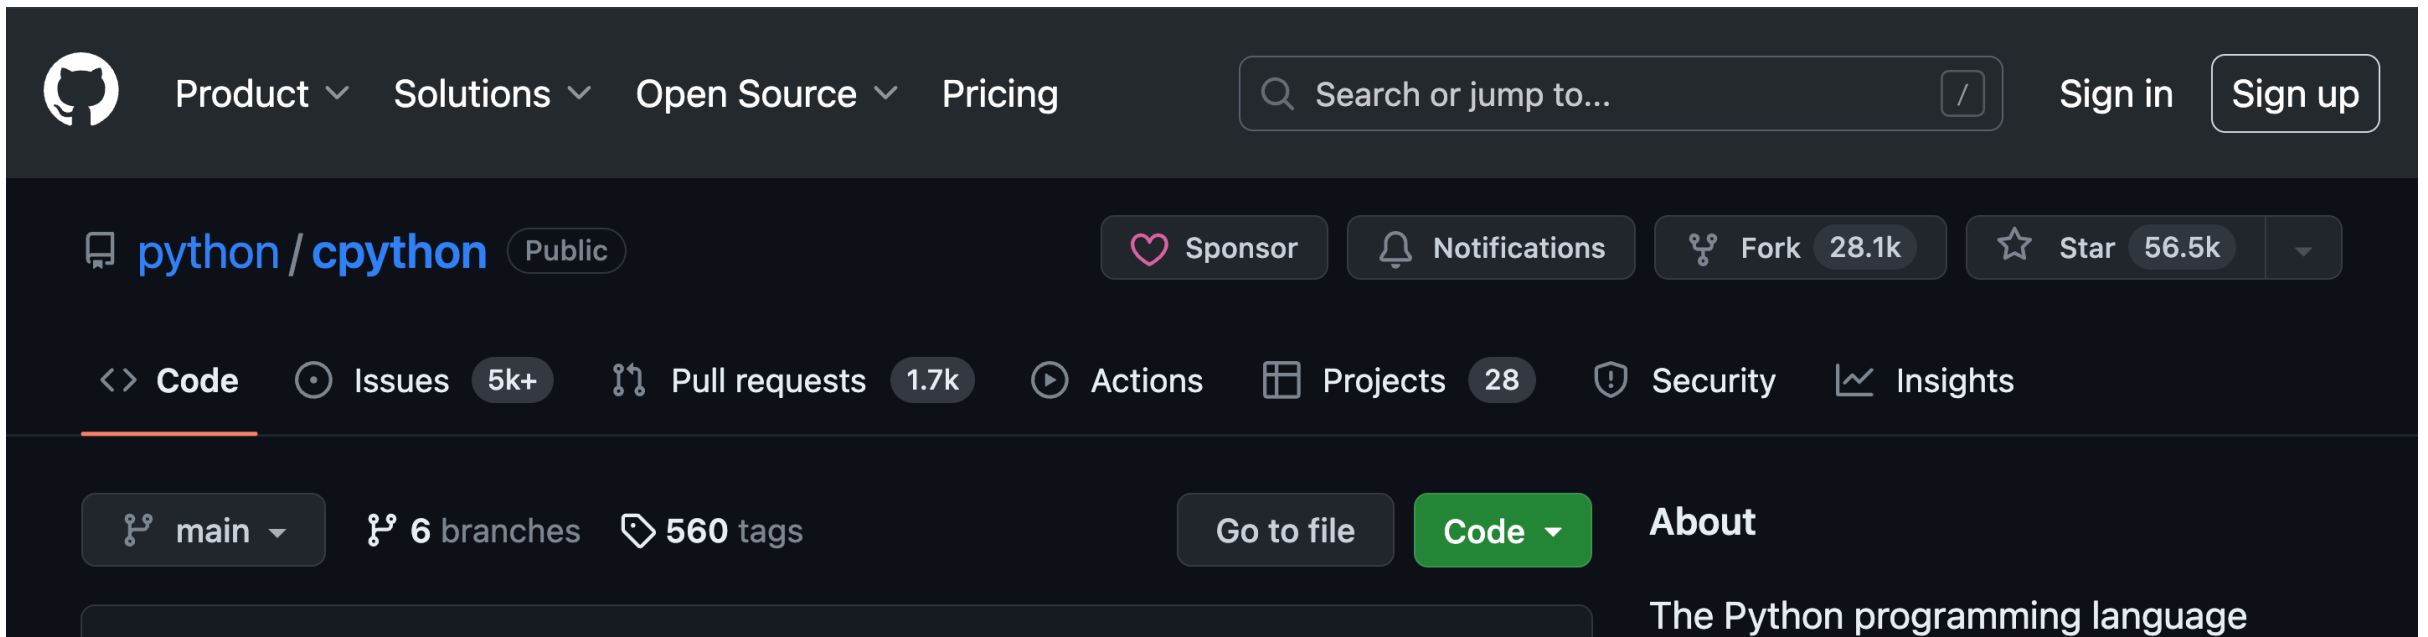 Product Solutions Open Source Pricing Search or jump to... / Sign in Sign up
python / cpython Public Sponsor Notifications Fork 28.1k Star 56.5k
Code Issues 5k+ Pull requests 1.7k Actions Projects 28 Security Insights
main 6 branches 560 tags Go to file Code
About
The Python programming language